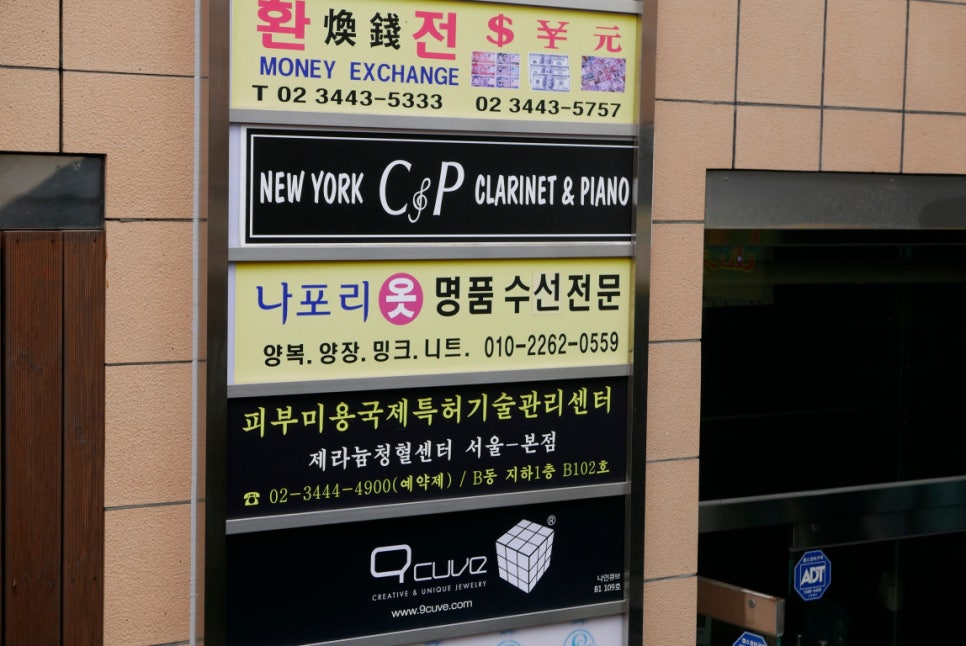 환 煥錢 전 $ ¥ 元
MONEY EXCHANGE
T 02 3443-5333 02 3443-5757
NEW YORK C&P CLARINET & PIANO
나포리 옷 명품 수선전문
양복.양장.밍크.니트. 010-2262-0559
피부미용국제특허기술관리센터
제라늄청혈센터 서울-본점
☎ 02-3444-4900(예약제) / B동 지하1층 B102호
9cuve ®
CREATIVE & UNIQUE JEWELRY
나인큐브
B1 109호
www.9cuve.com
ADT